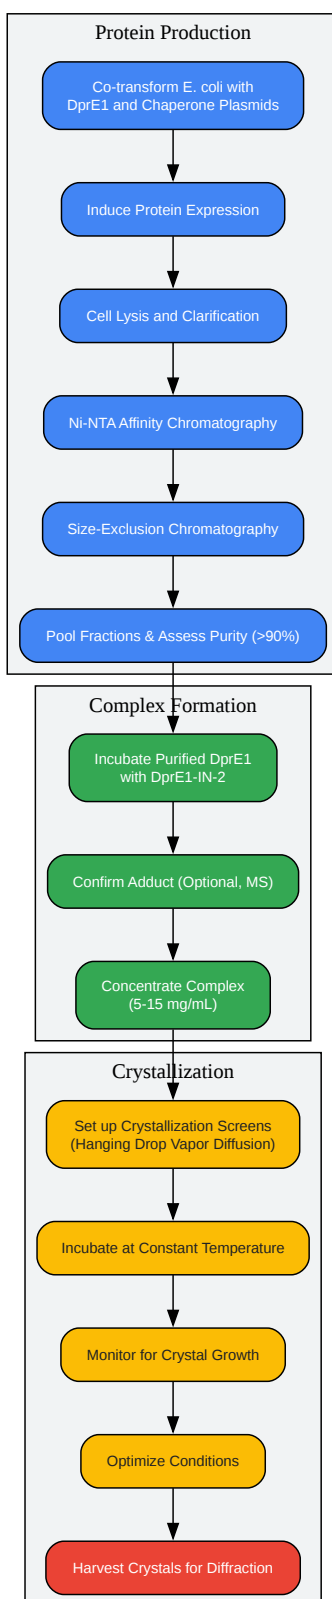 Protein Production
Co-transform E. coli with
DprE1 and Chaperone Plasmids
Induce Protein Expression
Cell Lysis and Clarification
Ni-NTA Affinity Chromatography
Size-Exclusion Chromatography
Pool Fractions & Assess Purity (>90%)
Complex Formation
Incubate Purified DprE1
with DprE1-IN-2
Confirm Adduct (Optional, MS)
Concentrate Complex
(5-15 mg/mL)
Crystallization
Set up Crystallization Screens
(Hanging Drop Vapor Diffusion)
Incubate at Constant Temperature
Monitor for Crystal Growth
Optimize Conditions
Harvest Crystals for Diffraction